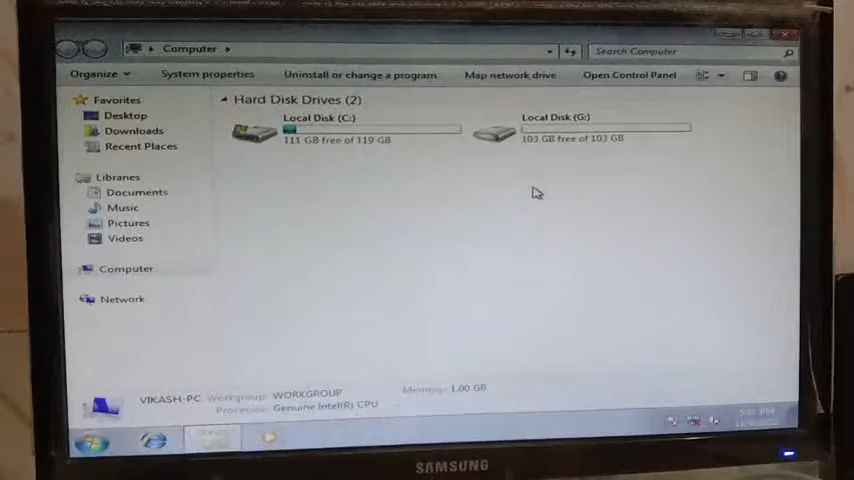 Computer
Search Computer
Organize
System properties
Uninstall or change a program
Map network drive
Open Control Panel
Favorites
Desktop
Downloads
Recent Places
Libraries
Documents
Music
Pictures
Videos
Computer
Network
Hard Disk Drives (2)
Local Disk (C:)
111 GB free of 119 GB
Local Disk (G:)
103 GB free of 103 GB
VIKASH-PC Workgroup: WORKGROUP
Memory: 1.00 GB
Processor: Genuine Intel(R) CPU
SAMSUNG